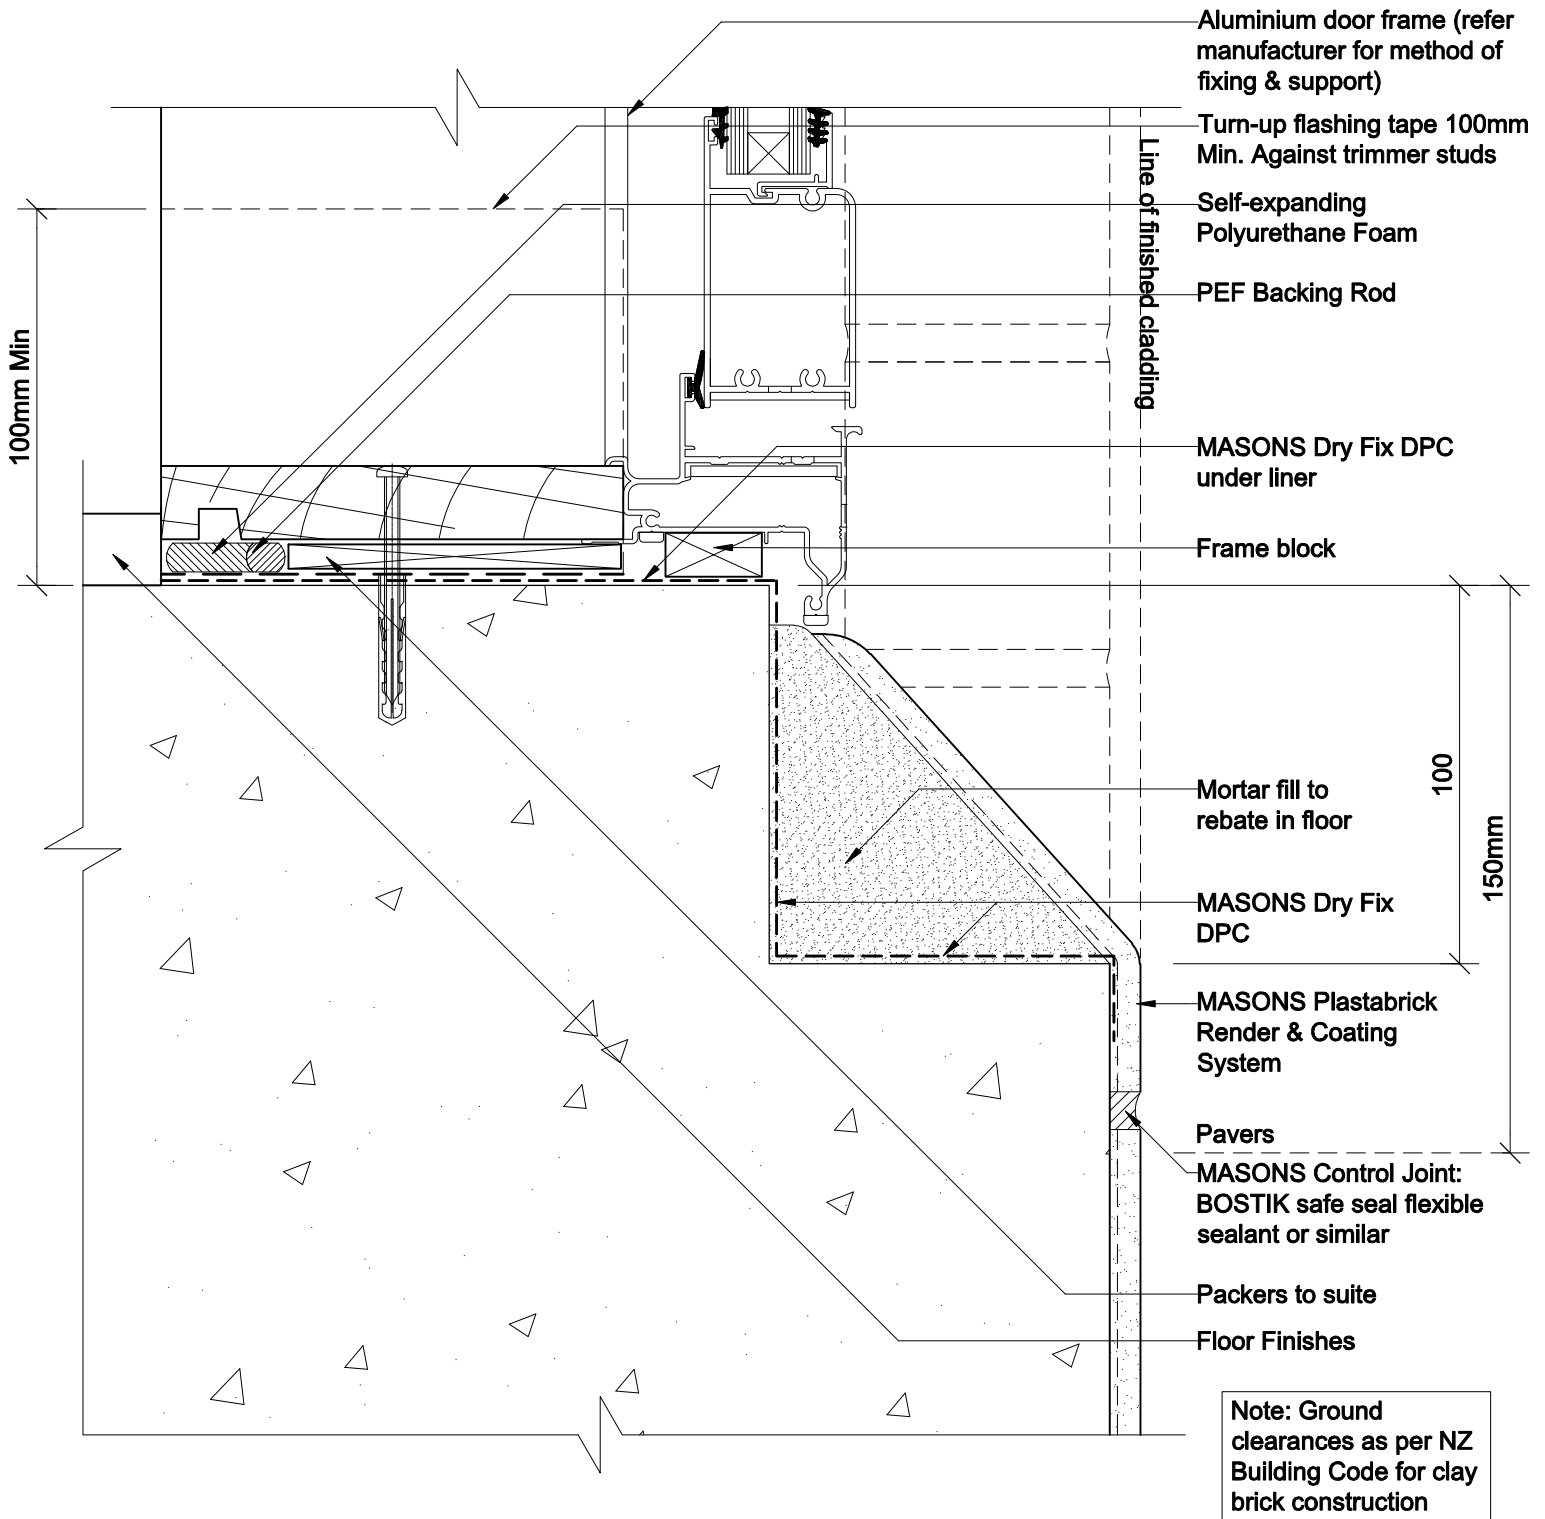 Aluminium door frame (refer
manufacturer for method of
fixing & support)
Turn-up flashing tape 100mm
Min. Against trimmer studs
Line of finished cladding
Self-expanding
Polyurethane Foam
PEF Backing Rod
100mm Min
MASONS Dry Fix DPC
under liner
Frame block
100
150mm
Mortar fill to
rebate in floor
MASONS Dry Fix
DPC
MASONS Plastabrick
Render & Coating
System
Pavers
MASONS Control Joint:
BOSTIK safe seal flexible
sealant or similar
Packers to suite
Floor Finishes
Note: Ground
clearances as per NZ
Building Code for clay
brick construction